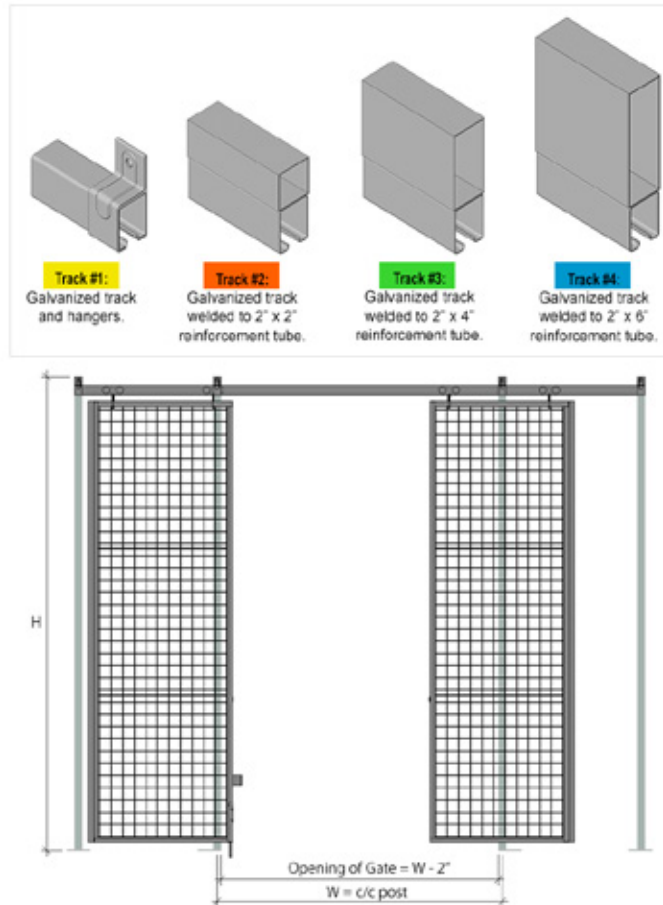 Track #1:
Galvanized track
and hangers.
Track #2:
Galvanized track
welded to 2" x 2"
reinforcement tube.
Track #3:
Galvanized track
welded to 2" x 4"
reinforcement tube.
Track #4:
Galvanized track
welded to 2" x 6"
reinforcement tube.
H
Opening of Gate = W - 2"
W = c/c post